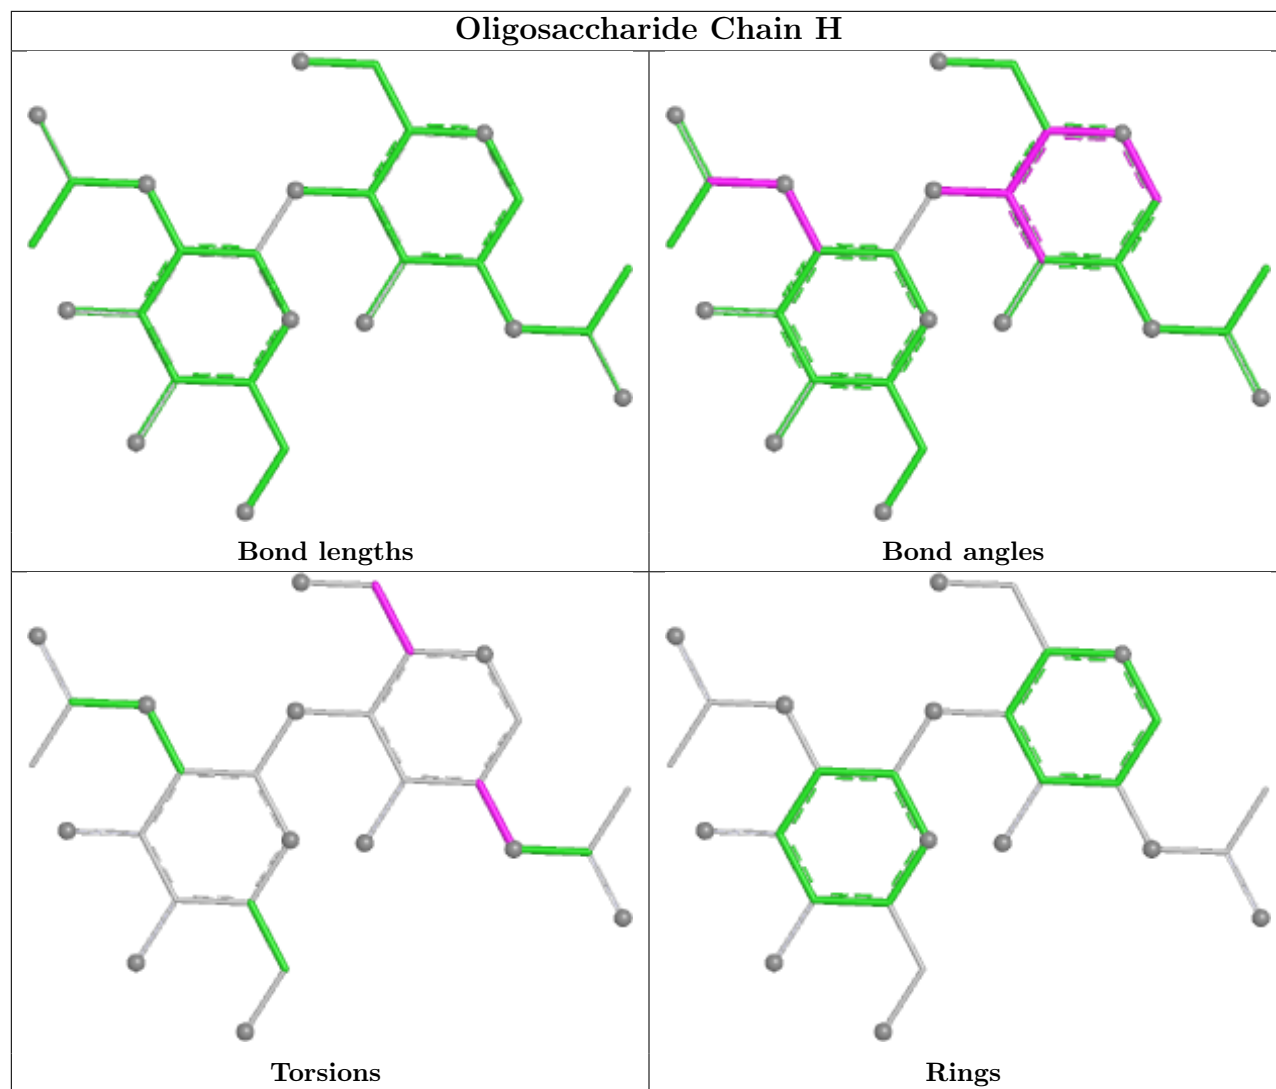 Oligosaccharide Chain H
Bond lengths
Bond angles
Torsions
Rings